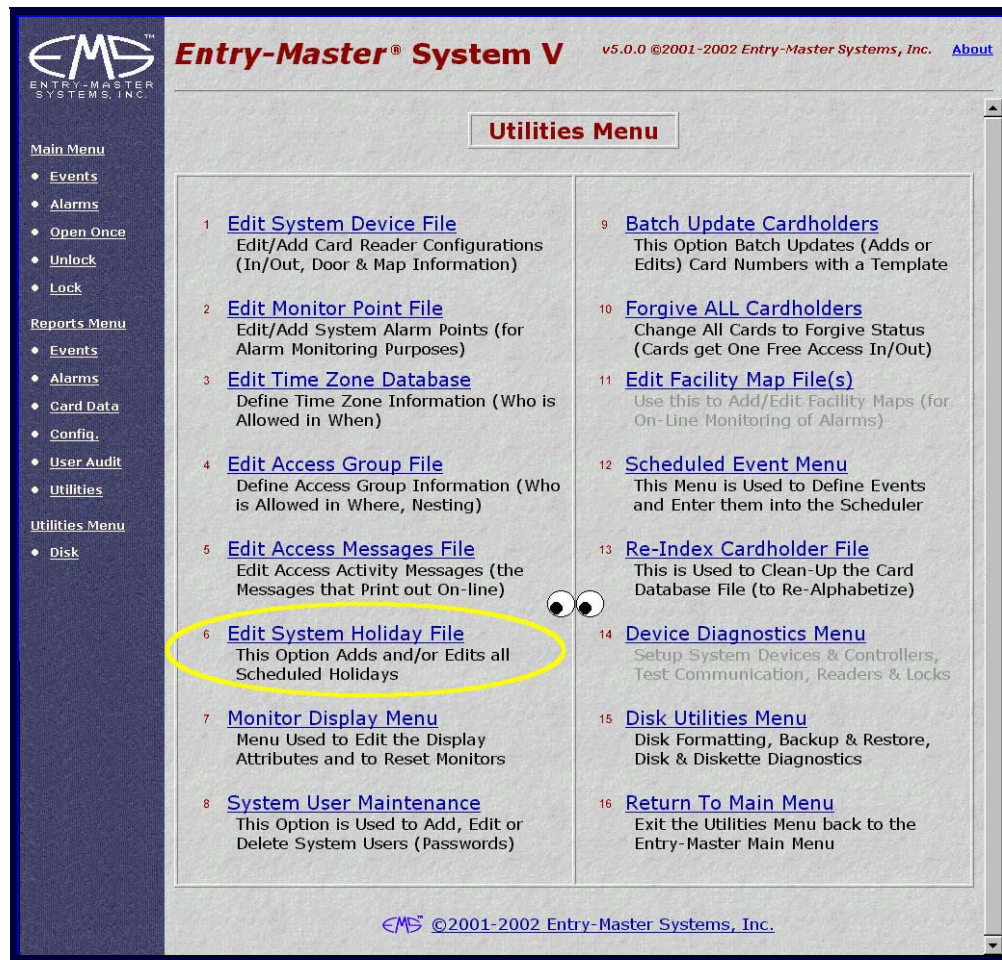 EMS™
ENTRY-MASTER
SYSTEMS, INC.
Entry-Master® System V
v5.0.0 ©2001-2002 Entry-Master Systems, Inc. About
Utilities Menu
Main Menu
Events
Alarms
Open Once
Unlock
Lock
Reports Menu
Events
Alarms
Card Data
Config.
User Audit
Utilities
Utilities Menu
Disk
1 Edit System Device File
Edit/Add Card Reader Configurations
(In/Out, Door & Map Information)
2 Edit Monitor Point File
Edit/Add System Alarm Points (for
Alarm Monitoring Purposes)
3 Edit Time Zone Database
Define Time Zone Information (Who is
Allowed in When)
4 Edit Access Group File
Define Access Group Information (Who
is Allowed in Where, Nesting)
5 Edit Access Messages File
Edit Access Activity Messages (the
Messages that Print out On-line)
6 Edit System Holiday File
This Option Adds and/or Edits all
Scheduled Holidays
7 Monitor Display Menu
Menu Used to Edit the Display
Attributes and to Reset Monitors
8 System User Maintenance
This Option is Used to Add, Edit or
Delete System Users (Passwords)
9 Batch Update Cardholders
This Option Batch Updates (Adds or
Edits) Card Numbers with a Template
10 Forgive ALL Cardholders
Change All Cards to Forgive Status
(Cards get One Free Access In/Out)
11 Edit Facility Map File(s)
Use this to Add/Edit Facility Maps (for
On-Line Monitoring of Alarms)
12 Scheduled Event Menu
This Menu is Used to Define Events
and Enter them into the Scheduler
13 Re-Index Cardholder File
This is Used to Clean-Up the Card
Database File (to Re-Alphabetize)
14 Device Diagnostics Menu
Setup System Devices & Controllers,
Test Communication, Readers & Locks
15 Disk Utilities Menu
Disk Formatting, Backup & Restore,
Disk & Diskette Diagnostics
16 Return To Main Menu
Exit the Utilities Menu back to the
Entry-Master Main Menu
EMS™ ©2001-2002 Entry-Master Systems, Inc.